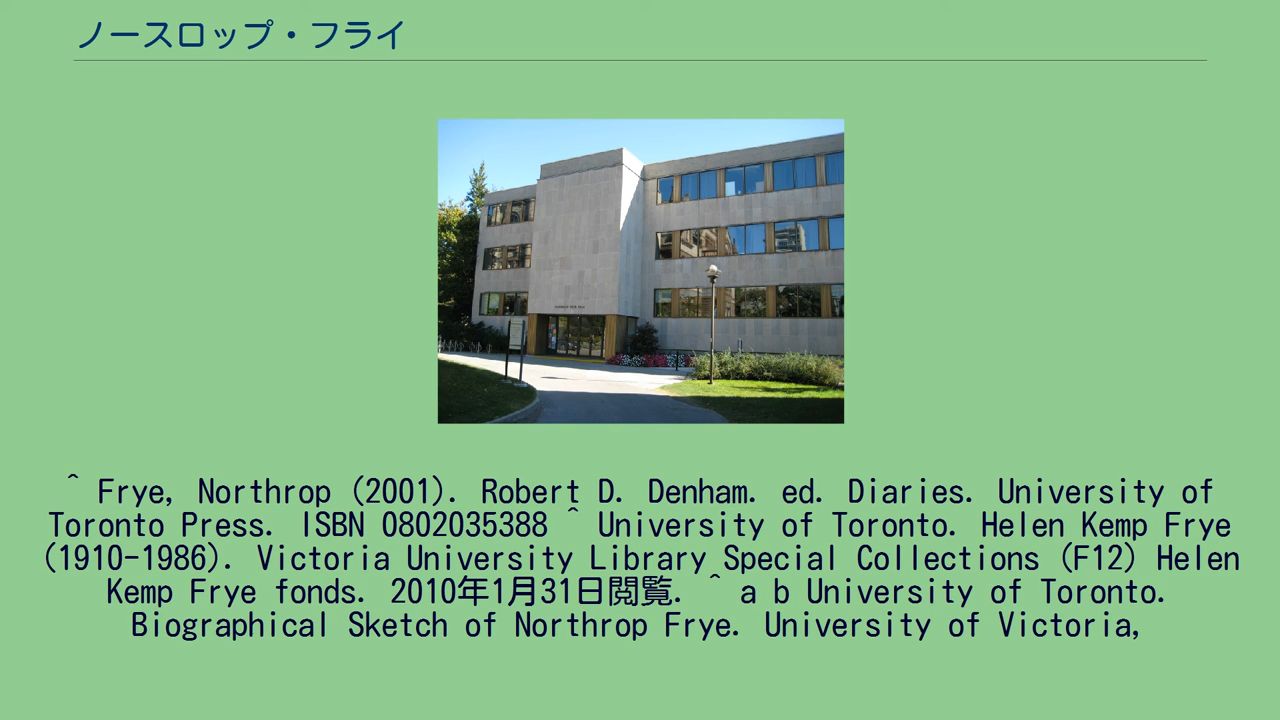 ノースロップ・フライ
^ Frye, Northrop (2001). Robert D. Denham. ed. Diaries. University of
Toronto Press. ISBN 0802035388 ^ University of Toronto. Helen Kemp Frye
(1910-1986). Victoria University Library Special Collections (F12) Helen
Kemp Frye fonds. 2010年1月31日閲覧. ^ a b University of Toronto.
Biographical Sketch of Northrop Frye. University of Victoria,